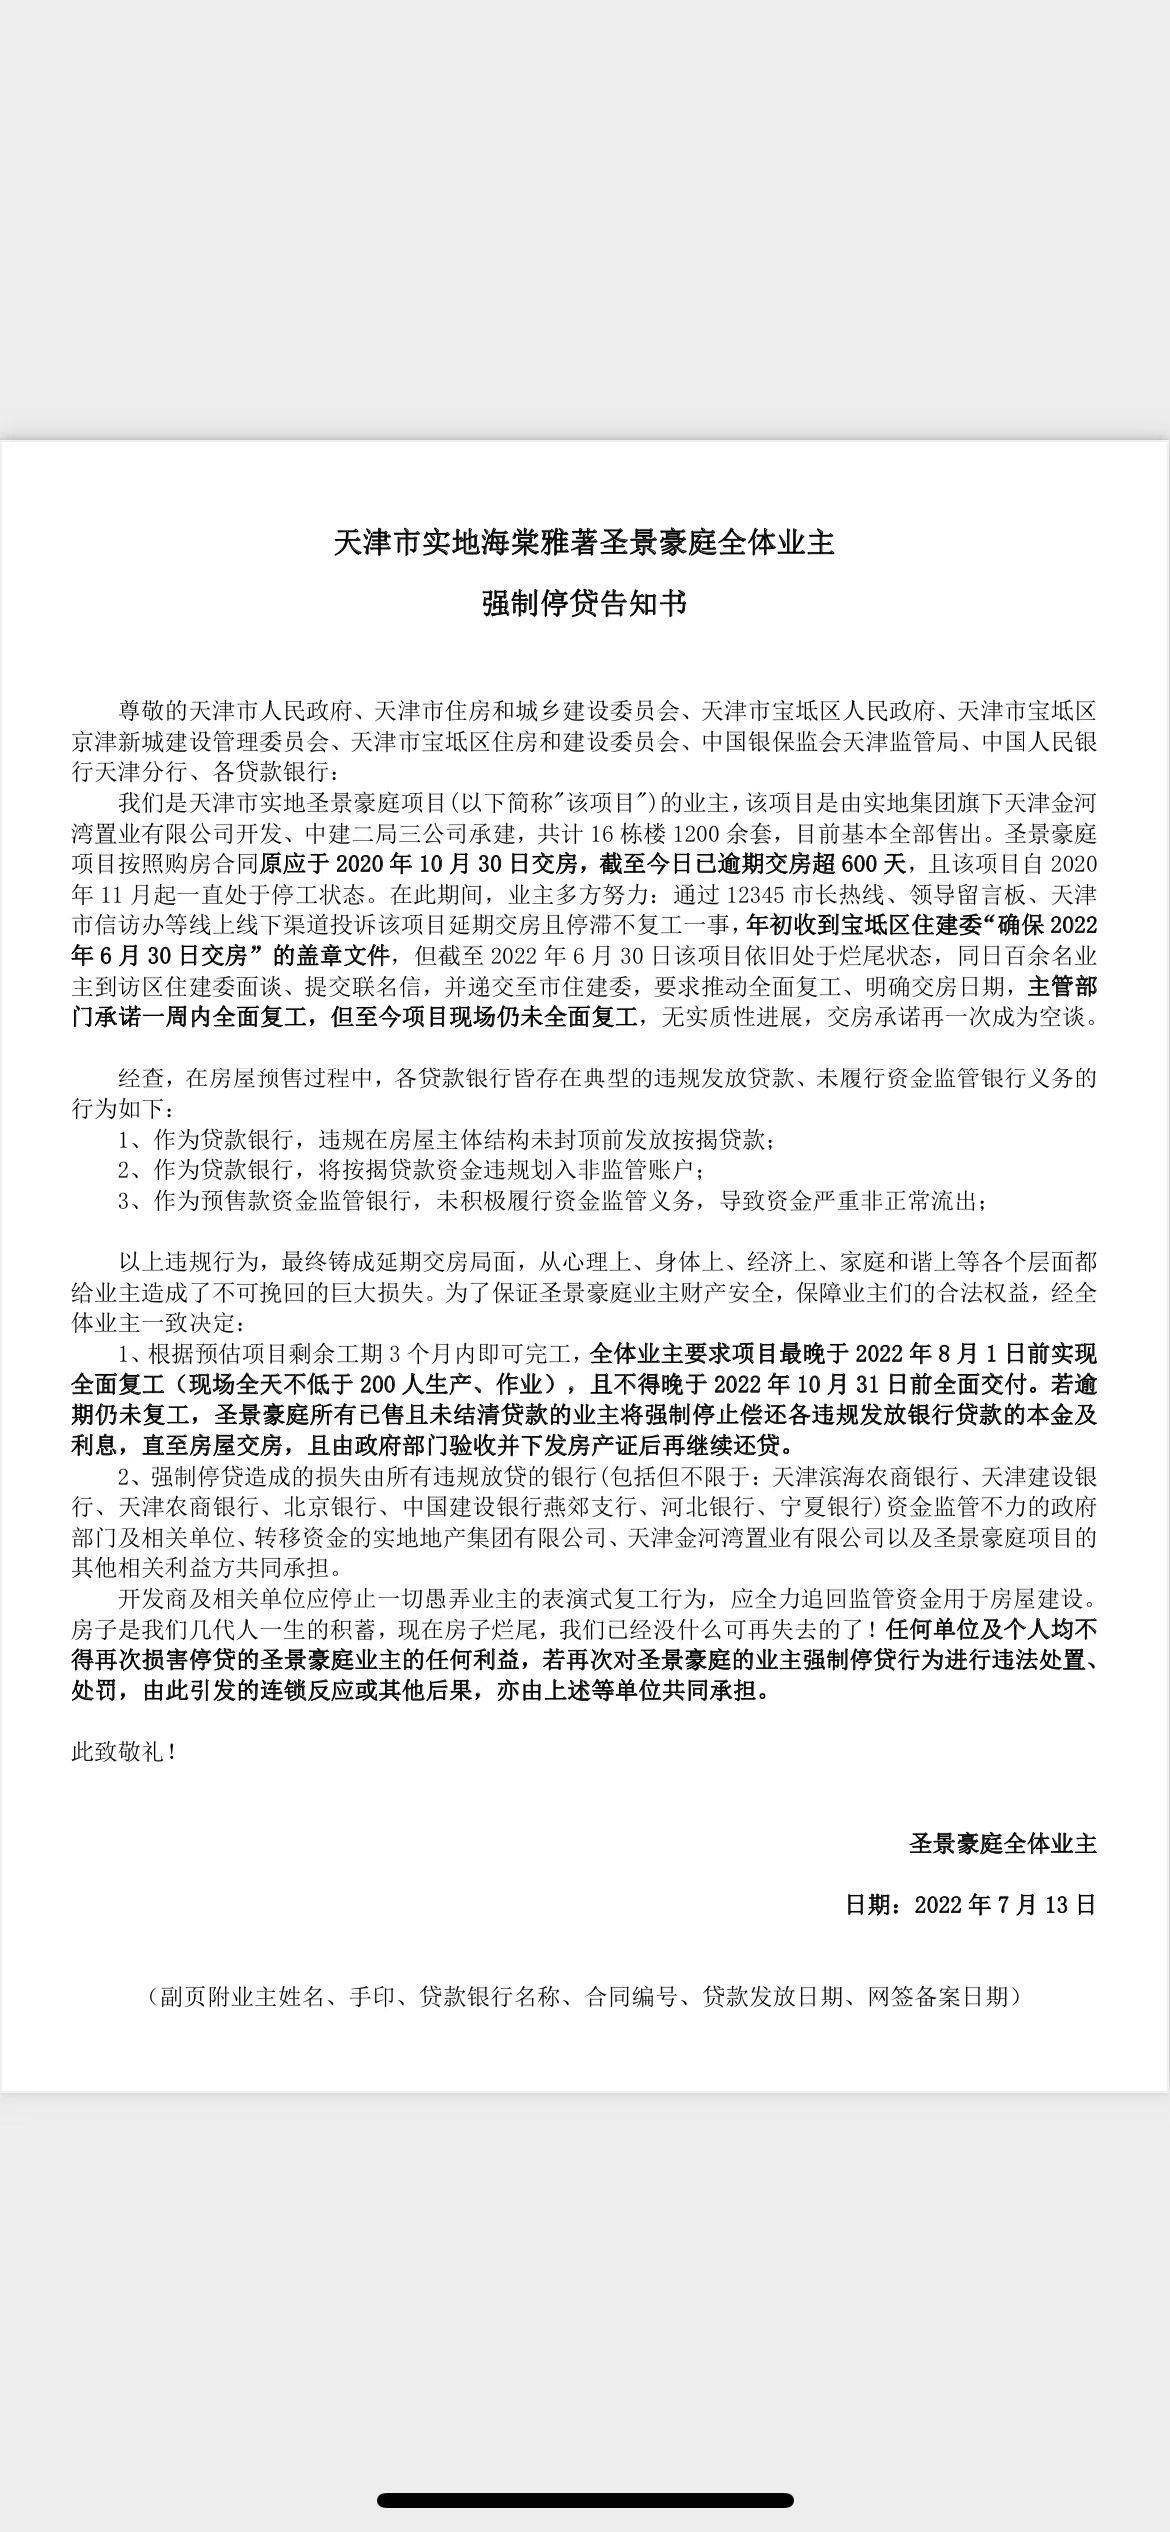 天津市实地海棠雅著圣景豪庭全体业主
强制停贷告知书
尊敬的天津市人民政府、天津市住房和城乡建设委员会、天津市宝坻区人民政府、天津市宝坻区
京津新城建设管理委员会、天津市宝坻区住房和建设委员会、中国银保监会天津监管局、中国人民银
行天津分行、各贷款银行：
我们是天津市实地圣景豪庭项目(以下简称"该项目")的业主，该项目是由实地集团旗下天津金河
湾置业有限公司开发、中建二局三公司承建，共计 16 栋楼 1200 余套，目前基本全部售出。圣景豪庭
项目按照购房合同原应于 2020 年 10 月 30 日交房，截至今日已逾期交房超 600 天，且该项目自 2020
年 11 月起一直处于停工状态。在此期间，业主多方努力：通过 12345 市长热线、领导留言板、天津
市信访办等线上线下渠道投诉该项目延期交房且停滞不复工一事，年初收到宝坻区住建委“确保 2022
年 6 月 30 日交房”的盖章文件，但截至 2022 年 6 月 30 日该项目依旧处于烂尾状态，同日百余名业
主到访区住建委面谈、提交联名信，并递交至市住建委，要求推动全面复工、明确交房日期，主管部
门承诺一周内全面复工，但至今项目现场仍未全面复工，无实质性进展，交房承诺再一次成为空谈。
经查，在房屋预售过程中，各贷款银行皆存在典型的违规发放贷款、未履行资金监管银行义务的
行为如下：
1、作为贷款银行，违规在房屋主体结构未封顶前发放按揭贷款；
2、作为贷款银行，将按揭贷款资金违规划入非监管账户；
3、作为预售款资金监管银行，未积极履行资金监管义务，导致资金严重非正常流出；
以上违规行为，最终铸成延期交房局面，从心理上、身体上、经济上、家庭和谐上等各个层面都
给业主造成了不可挽回的巨大损失。为了保证圣景豪庭业主财产安全，保障业主们的合法权益，经全
体业主一致决定：
1、根据预估项目剩余工期 3 个月内即可完工，全体业主要求项目最晚于 2022 年 8 月 1 日前实现
全面复工（现场全天不低于 200 人生产、作业），且不得晚于 2022 年 10 月 31 日前全面交付。若逾
期仍未复工，圣景豪庭所有已售且未结清贷款的业主将强制停止偿还各违规发放银行贷款的本金及
利息，直至房屋交房，且由政府部门验收并下发房产证后再继续还贷。
2、强制停贷造成的损失由所有违规放贷的银行(包括但不限于：天津滨海农商银行、天津建设银
行、天津农商银行、北京银行、中国建设银行燕郊支行、河北银行、宁夏银行)资金监管不力的政府
部门及相关单位、转移资金的实地地产集团有限公司、天津金河湾置业有限公司以及圣景豪庭项目的
其他相关利益方共同承担。
开发商及相关单位应停止一切愚弄业主的表演式复工行为，应全力追回监管资金用于房屋建设。
房子是我们几代人一生的积蓄，现在房子烂尾，我们已经没什么可再失去的了！任何单位及个人均不
得再次损害停贷的圣景豪庭业主的任何利益，若再次对圣景豪庭的业主强制停贷行为进行违法处置、
处罚，由此引发的连锁反应或其他后果，亦由上述等单位共同承担。
此致敬礼！
圣景豪庭全体业主
日期：2022 年 7 月 13 日
（副页附业主姓名、手印、贷款银行名称、合同编号、贷款发放日期、网签备案日期）